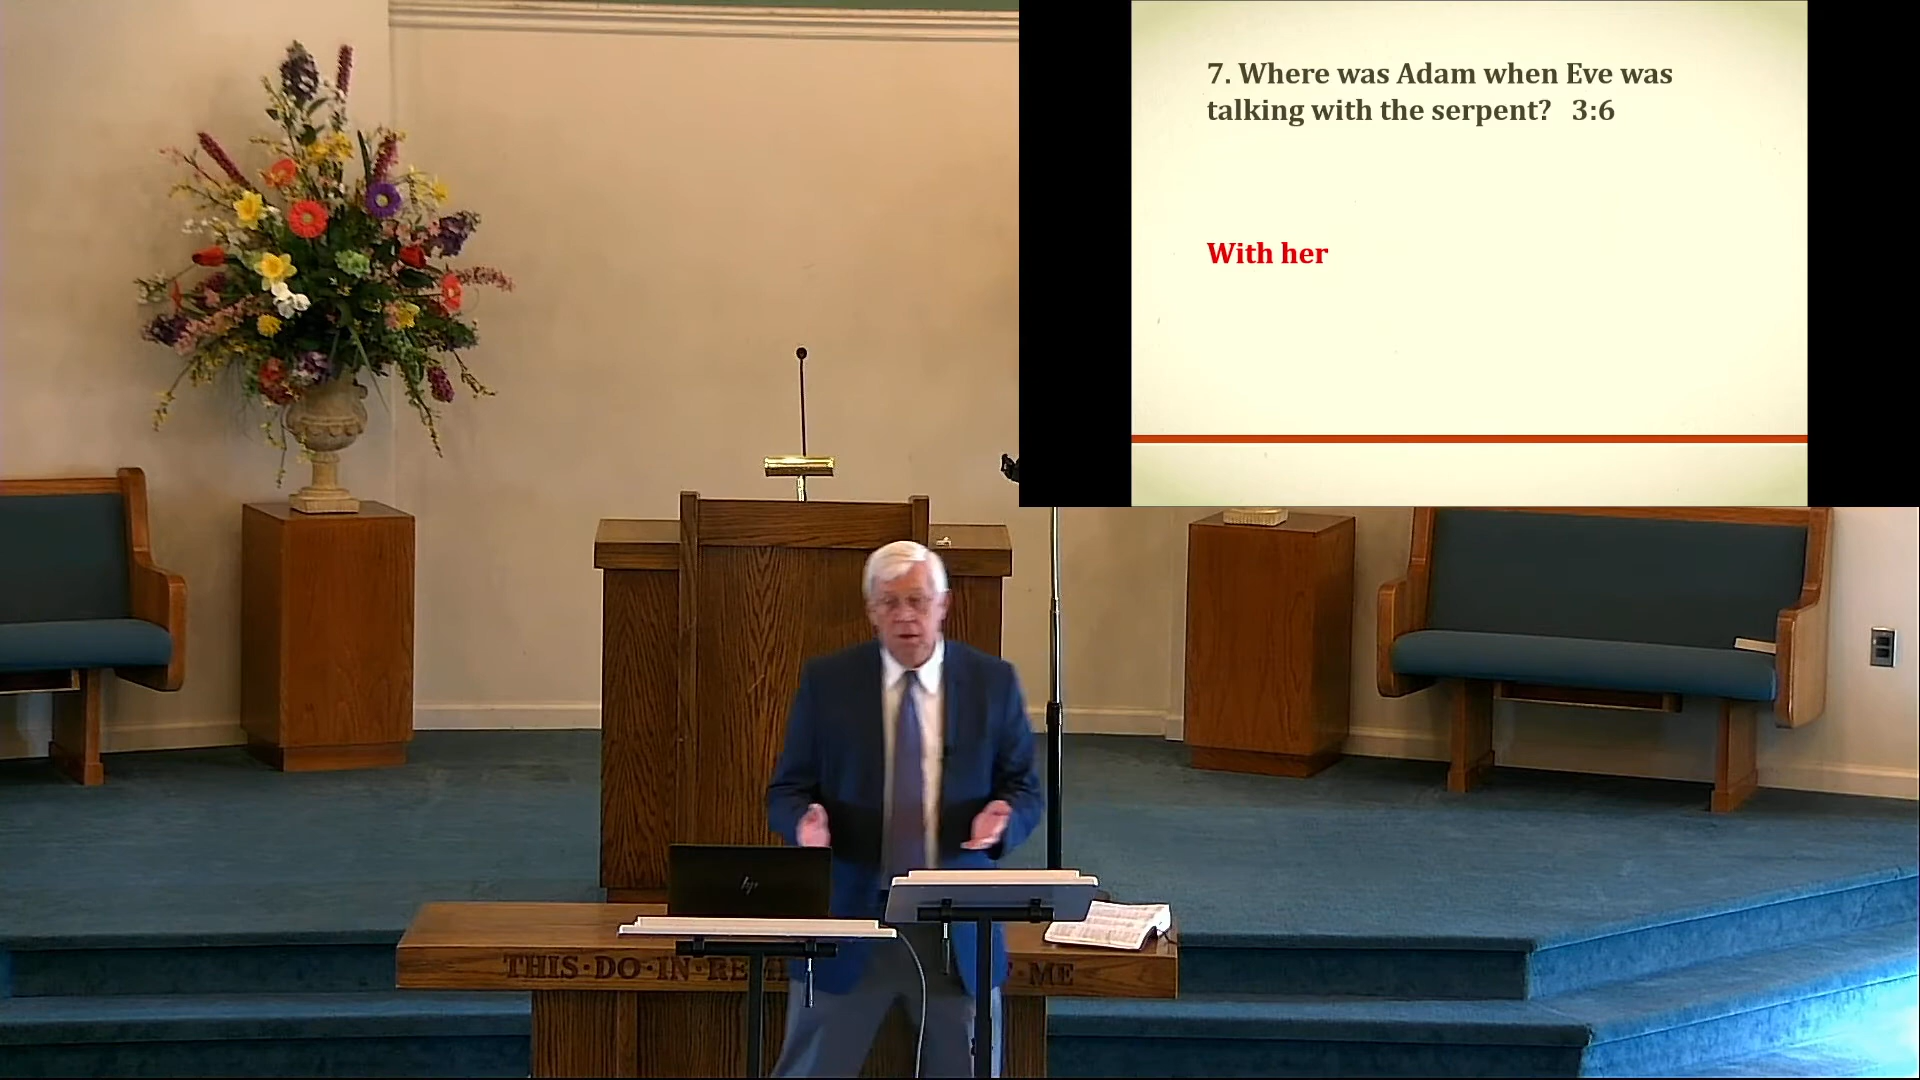 7. Where was Adam when Eve was
talking with the serpent? 3:6
With her
hp
THIS·DO·IN· ME